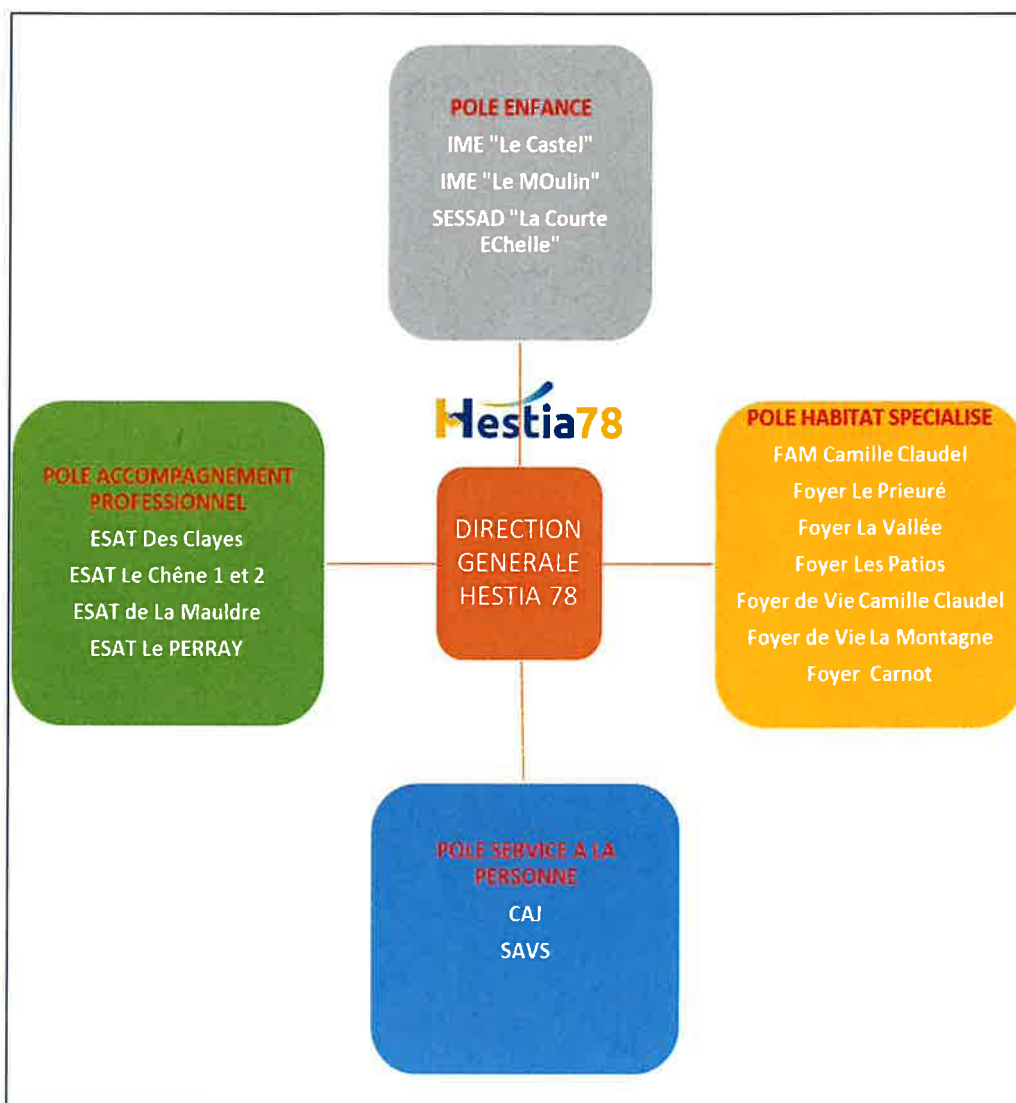 POLE ENFANCE
IME "Le Castel"
IME "Le MOulin"
SESSAD "La Courte
EChelle"
Hestia78
POLE ACCOMPAGNEMENT
PROFESSIONNEL
ESAT Des Clayes
ESAT Le Chêne 1 et 2
ESAT de La Mauldre
ESAT Le PERRAY
DIRECTION
GENERALE
HESTIA 78
POLE HABITAT SPECIALISE
FAM Camille Claudel
Foyer Le Prieuré
Foyer La Vallée
Foyer Les Patios
Foyer de Vie Camille Claudel
Foyer de Vie La Montagne
Foyer Carnot
POLE SERVICE A LA
PERSONNE
CAJ
SAVS